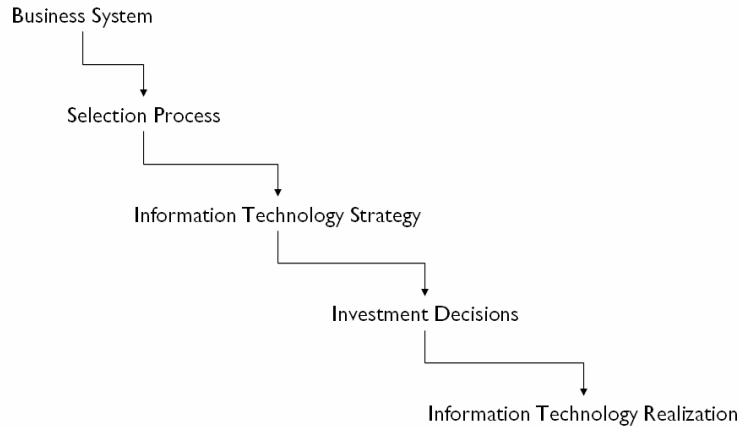 Business System
Selection Process
Information Technology Strategy
Investment Decisions
Information Technology Realization